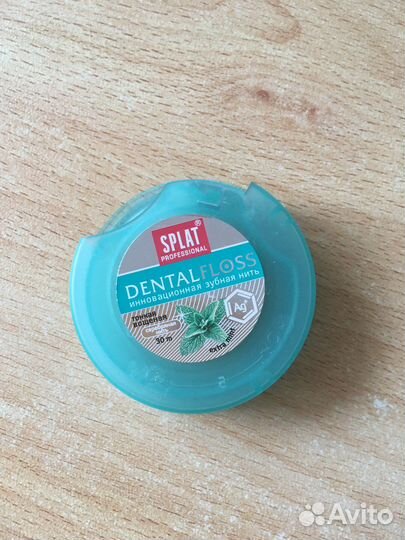 SPLAT®
PROFESSIONAL
DENTALFLOSS
инновационная зубная нить
тонкая
вощеная
30 m
Ag
extra mint
Avito